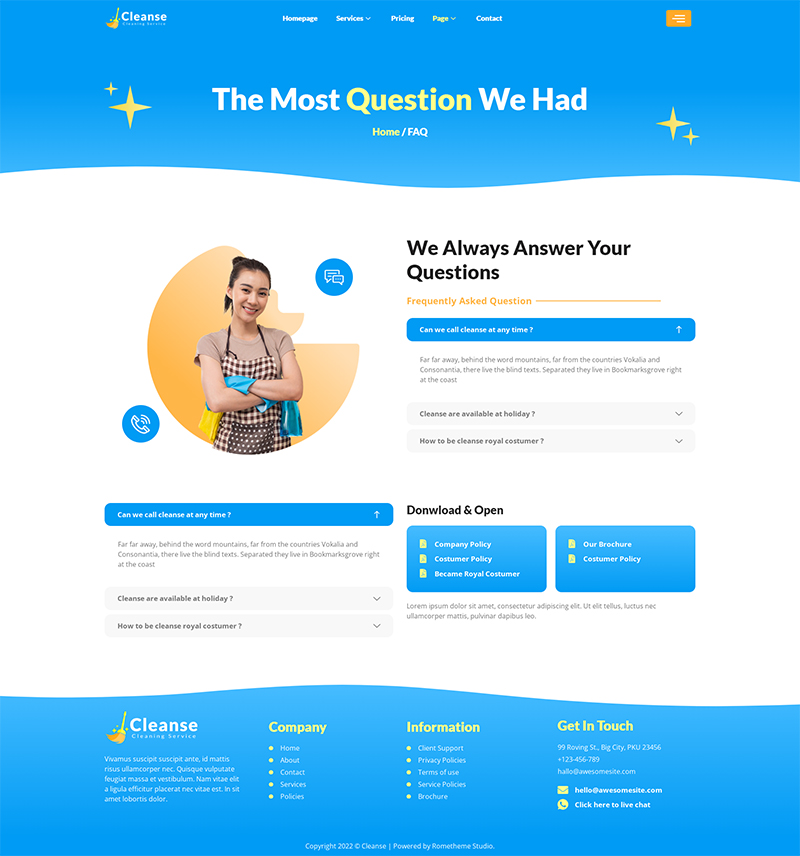 Cleanse
Cleaning Service
Homepage Services Pricing Page Contact
The Most Question We Had
Home / FAQ
We Always Answer Your
Questions
Frequently Asked Question
Can we call cleanse at any time ?
Far far away, behind the word mountains, far from the countries Vokalia and
Consonantia, there live the blind texts. Separated they live in Bookmarksgrove right
at the coast
Cleanse are available at holiday ?
How to be cleanse royal costumer ?
Can we call cleanse at any time ?
Far far away, behind the word mountains, far from the countries Vokalia and
Consonantia, there live the blind texts. Separated they live in Bookmarksgrove right
at the coast
Cleanse are available at holiday ?
How to be cleanse royal costumer ?
Donwload & Open
Company Policy
Costumer Policy
Became Royal Costumer
Our Brochure
Costumer Policy
Lorem ipsum dolor sit amet, consectetur adipiscing elit. Ut elit tellus, luctus nec
ullamcorper mattis, pulvinar dapibus leo.
Cleanse
Cleaning Service
Vivamus suscipit suscipit ante, id mattis
risus ullamcorper nec. Quisque vulputate
feugiat massa et vestibulum. Nam vitae elit
a ligula efficitur placerat nec vitae est. In sit
amet lobortis dolor.
Company
Home
About
Contact
Services
Policies
Information
Client Support
Privacy Policies
Terms of use
Service Policies
Brochure
Get In Touch
99 Roving St., Big City, PKU 23456
+123-456-789
hallo@awesomesite.com
hello@awesomesite.com
Click here to live chat
Copyright 2022 © Cleanse | Powered by Rometheme Studio.